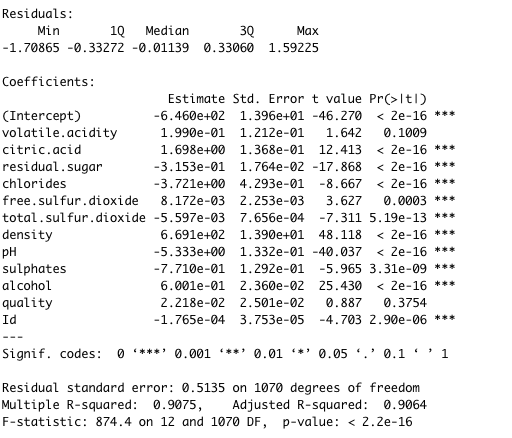 Residuals:
     Min       1Q   Median       3Q      Max
-1.70865 -0.33272 -0.01139  0.33060  1.59225

Coefficients:
                       Estimate Std. Error t value Pr(>|t|)
(Intercept)          -6.460e+02  1.396e+01 -46.270  < 2e-16 ***
volatile.acidity      1.990e-01  1.212e-01   1.642   0.1009
citric.acid           1.698e+00  1.368e-01  12.413  < 2e-16 ***
residual.sugar       -3.153e-01  1.764e-02 -17.868  < 2e-16 ***
chlorides            -3.721e+00  4.293e-01  -8.667  < 2e-16 ***
free.sulfur.dioxide   8.172e-03  2.253e-03   3.627   0.0003 ***
total.sulfur.dioxide -5.597e-03  7.656e-04  -7.311 5.19e-13 ***
density               6.691e+02  1.390e+01  48.118  < 2e-16 ***
pH                   -5.333e+00  1.332e-01 -40.037  < 2e-16 ***
sulphates            -7.710e-01  1.292e-01  -5.965 3.31e-09 ***
alcohol               6.001e-01  2.360e-02  25.430  < 2e-16 ***
quality               2.218e-02  2.501e-02   0.887   0.3754
Id                   -1.765e-04  3.753e-05  -4.703 2.90e-06 ***
---
Signif. codes:  0 ‘***’ 0.001 ‘**’ 0.01 ‘*’ 0.05 ‘.’ 0.1 ‘ ’ 1

Residual standard error: 0.5135 on 1070 degrees of freedom
Multiple R-squared:  0.9075,    Adjusted R-squared:  0.9064
F-statistic: 874.4 on 12 and 1070 DF,  p-value: < 2.2e-16